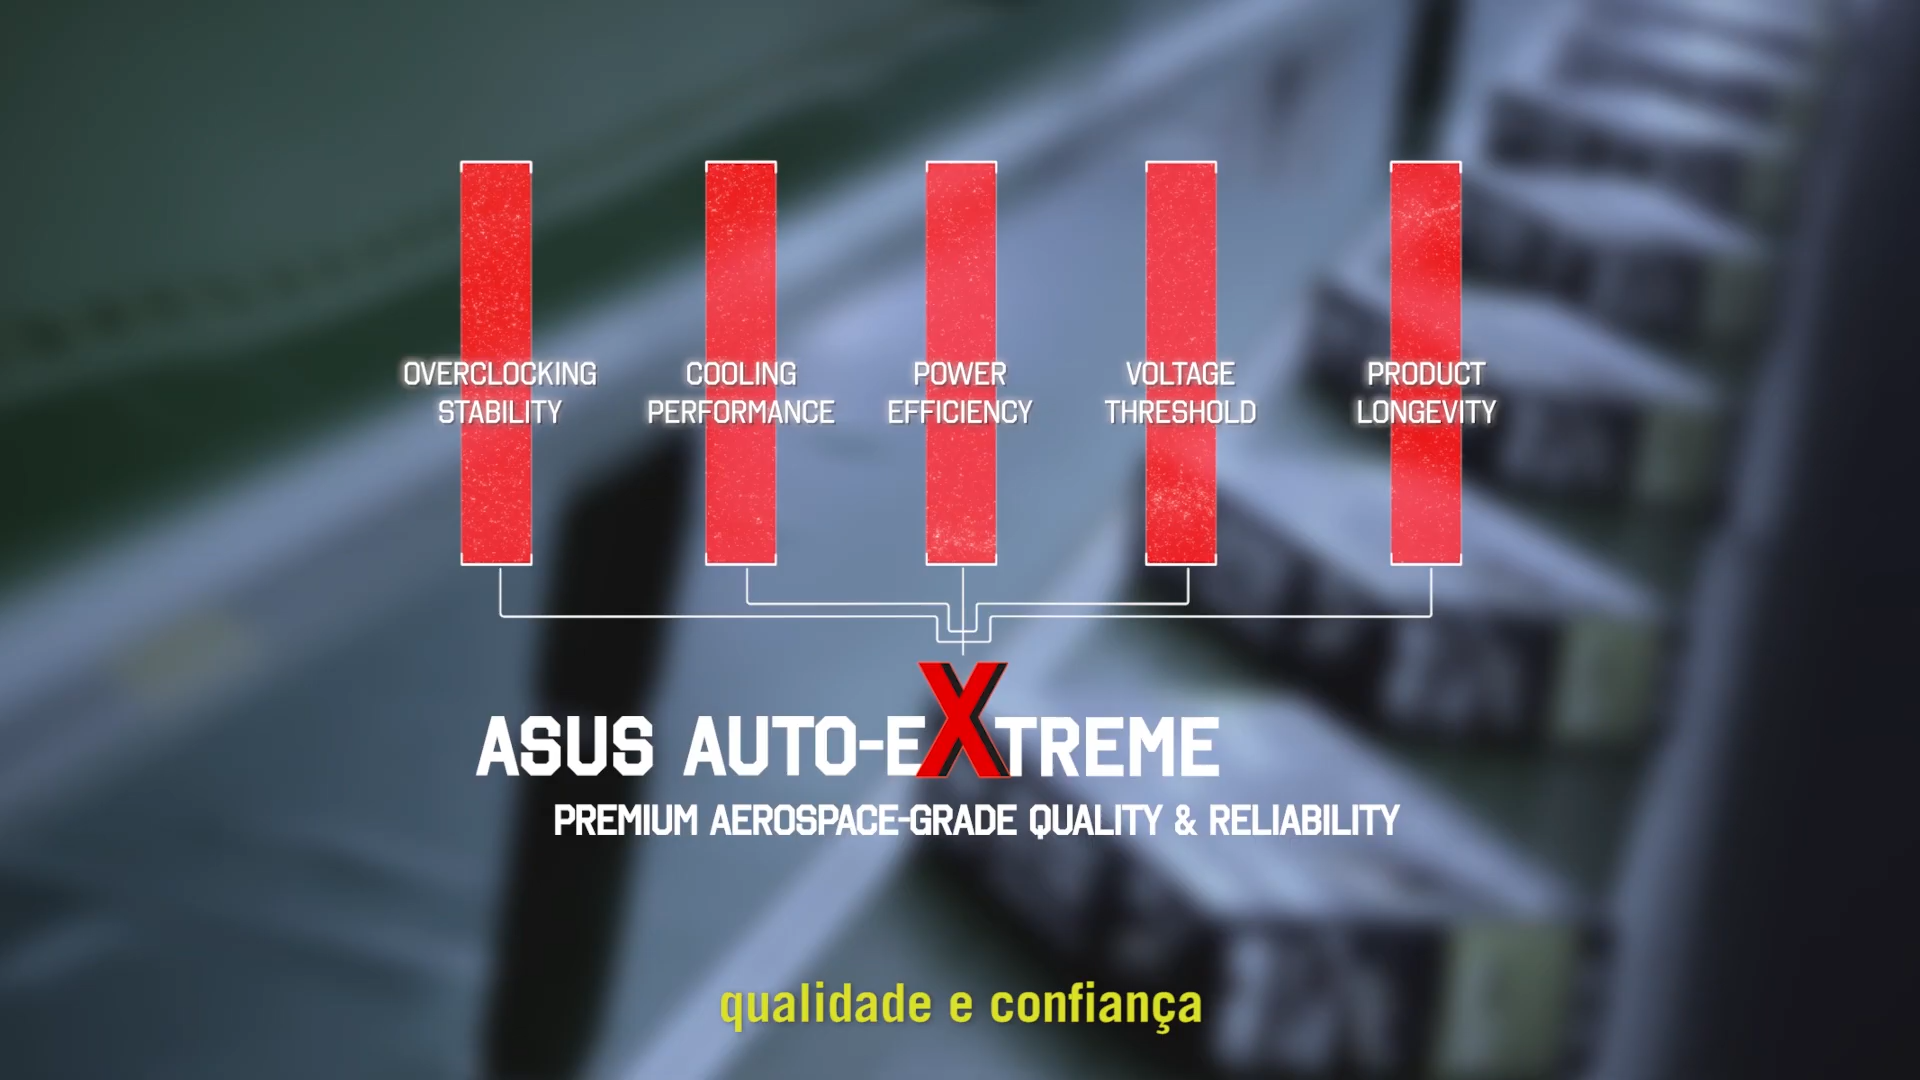 OVERCLOCKING
STABILITY
COOLING
PERFORMANCE
POWER
EFFICIENCY
VOLTAGE
THRESHOLD
PRODUCT
LONGEVITY
ASUS AUTO-EXTREME
PREMIUM AEROSPACE-GRADE QUALITY & RELIABILITY
qualidade e confiança